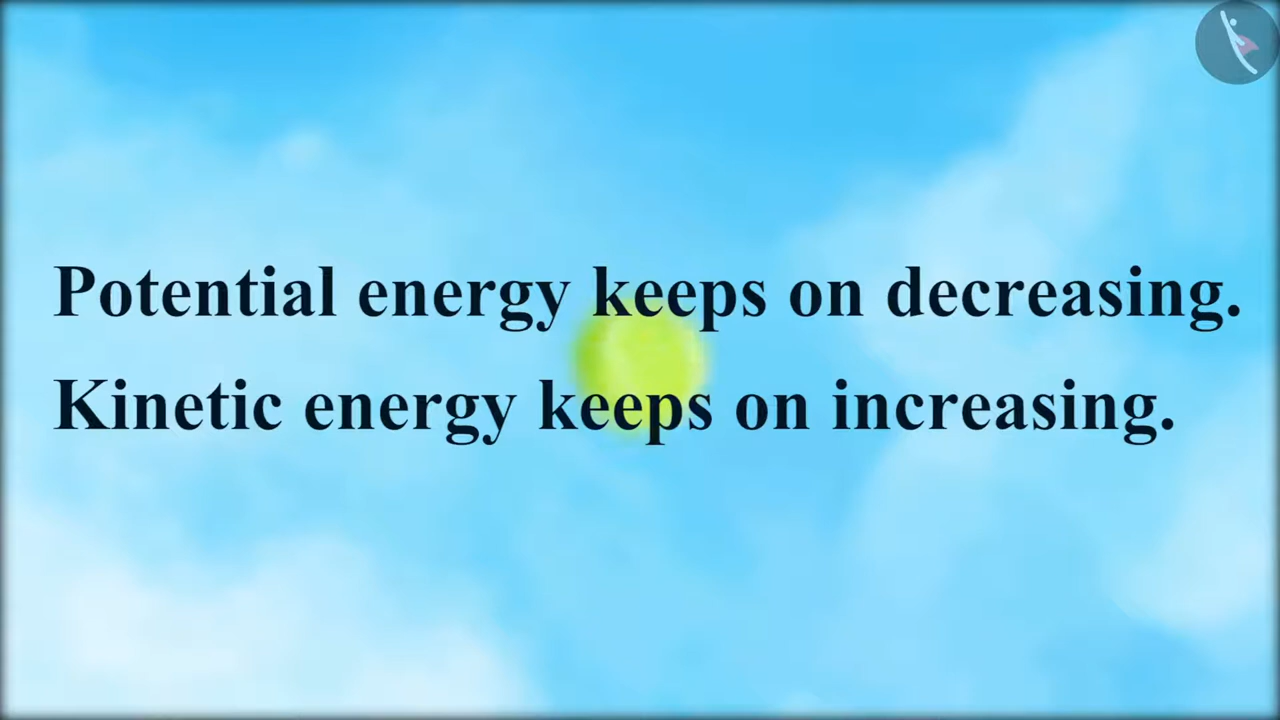 Potential energy keeps on decreasing.
Kinetic energy keeps on increasing.